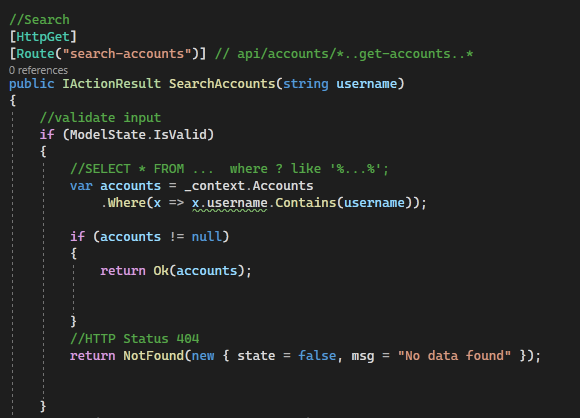 //Search
[HttpGet]
[Route("search-accounts")] // api/accounts/*..get-accounts..*
0 references
public IActionResult SearchAccounts(string username)
{
//validate input
if (ModelState.IsValid)
{
//SELECT * FROM ... where ? like '%...%';
var accounts = _context.Accounts
.Where(x => x.username.Contains(username));
if (accounts != null)
{
return Ok(accounts);
}
//HTTP Status 404
return NotFound(new { state = false, msg = "No data found" });
}